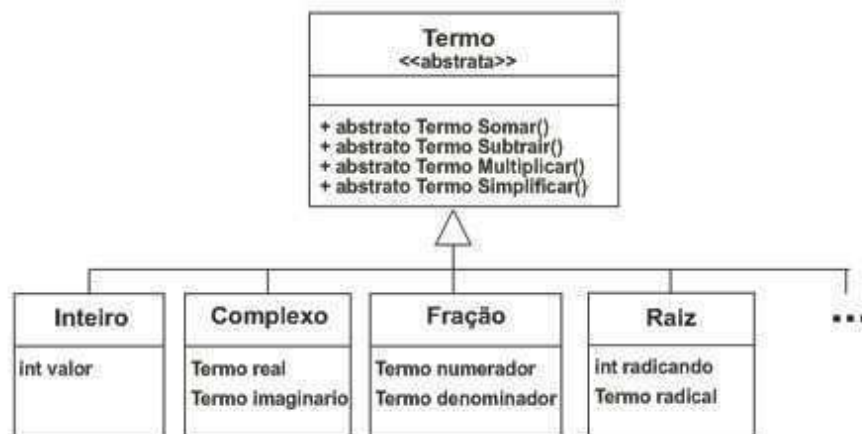 Termo
<<abstrata>>
+ abstrato Termo Somar()
+ abstrato Termo Subtrair()
+ abstrato Termo Multiplicar()
+ abstrato Termo Simplificar()
Inteiro
int valor
Complexo
Termo real
Termo imaginario
Fração
Termo numerador
Termo denominador
Raiz
int radicando
Termo radical
...